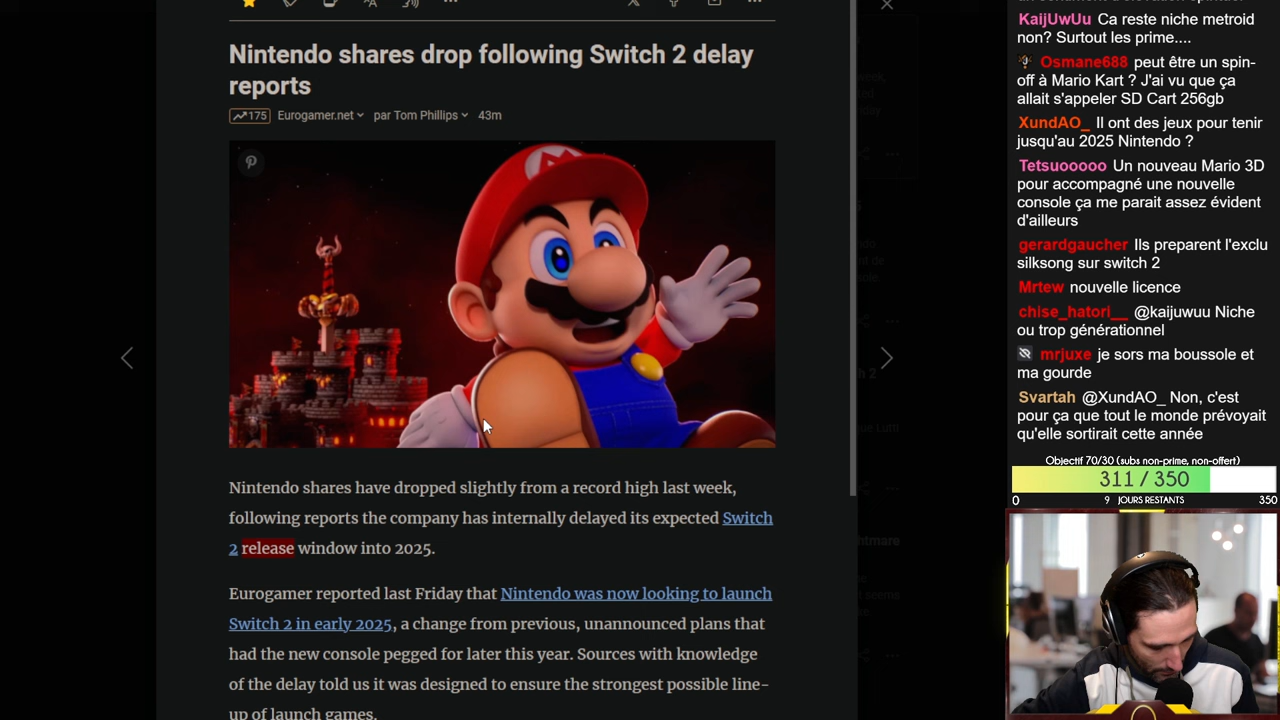 Nintendo shares drop following Switch 2 delay
reports
175 Eurogamer.net par Tom Phillips 43m
Nintendo shares have dropped slightly from a record high last week,
following reports the company has internally delayed its expected Switch
2 release window into 2025.
Eurogamer reported last Friday that Nintendo was now looking to launch
Switch 2 in early 2025, a change from previous, unannounced plans that
had the new console pegged for later this year. Sources with knowledge
of the delay told us it was designed to ensure the strongest possible line-
up of launch games.
KaijUwUu Ca reste niche metroid
non? Surtout les prime....
Osmane688 peut être un spin-
off à Mario Kart ? J'ai vu que ça
allait s'appeler SD Cart 256gb
XundAO_ Il ont des jeux pour tenir
jusqu'au 2025 Nintendo ?
Tetsuooooo Un nouveau Mario 3D
pour accompagné une nouvelle
console ça me parait assez évident
d'ailleurs
gerardgaucher Ils preparent l'exclu
silksong sur switch 2
Mrtew nouvelle licence
chise_hatori__ @kaijuwuu Niche
ou trop générationnel
mrjuxe je sors ma boussole et
ma gourde
Svartah @XundAO_ Non, c'est
pour ça que tout le monde prévoyait
qu'elle sortirait cette année
Objectif 70/30 (subs non-prime, non-offert)
311 / 350
0 9 JOURS RESTANTS 350